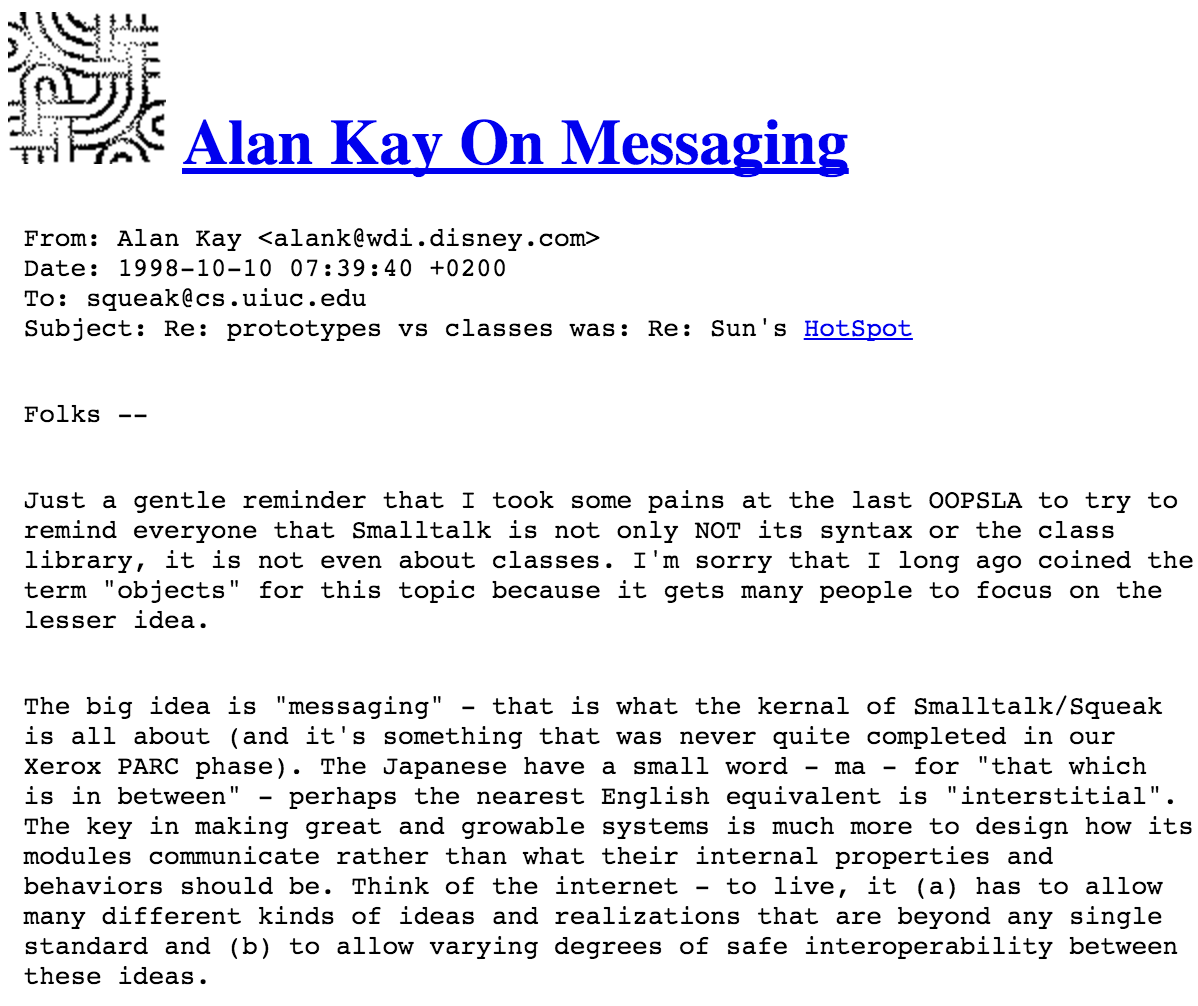 Alan Kay On Messaging
From: Alan Kay <alank@wdi.disney.com>
Date: 1998-10-10 07:39:40 +0200
To: squeak@cs.uiuc.edu
Subject: Re: prototypes vs classes was: Re: Sun's HotSpot
Folks --
Just a gentle reminder that I took some pains at the last OOPSLA to try to
remind everyone that Smalltalk is not only NOT its syntax or the class
library, it is not even about classes. I'm sorry that I long ago coined the
term "objects" for this topic because it gets many people to focus on the
lesser idea.
The big idea is "messaging" - that is what the kernal of Smalltalk/Squeak
is all about (and it's something that was never quite completed in our
Xerox PARC phase). The Japanese have a small word - ma - for "that which
is in between" - perhaps the nearest English equivalent is "interstitial".
The key in making great and growable systems is much more to design how its
modules communicate rather than what their internal properties and
behaviors should be. Think of the internet - to live, it (a) has to allow
many different kinds of ideas and realizations that are beyond any single
standard and (b) to allow varying degrees of safe interoperability between
these ideas.